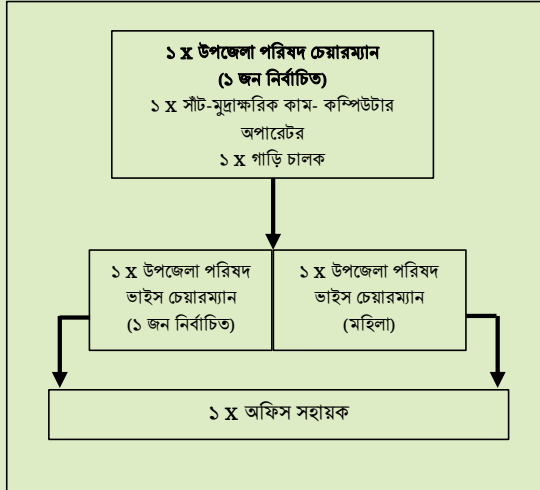 ১ x উপজেলা পরিষদ চেয়ারম্যান
(১ জন নির্বাচিত)
১ x সাঁট-মুদ্রাক্ষরিক কাম- কম্পিউটার
অপারেটর
১ x গাড়ি চালক
১ x উপজেলা পরিষদ
ভাইস চেয়ারম্যান
(১ জন নির্বাচিত)
১ x উপজেলা পরিষদ
ভাইস চেয়ারম্যান
(মহিলা)
১ x অফিস সহায়ক